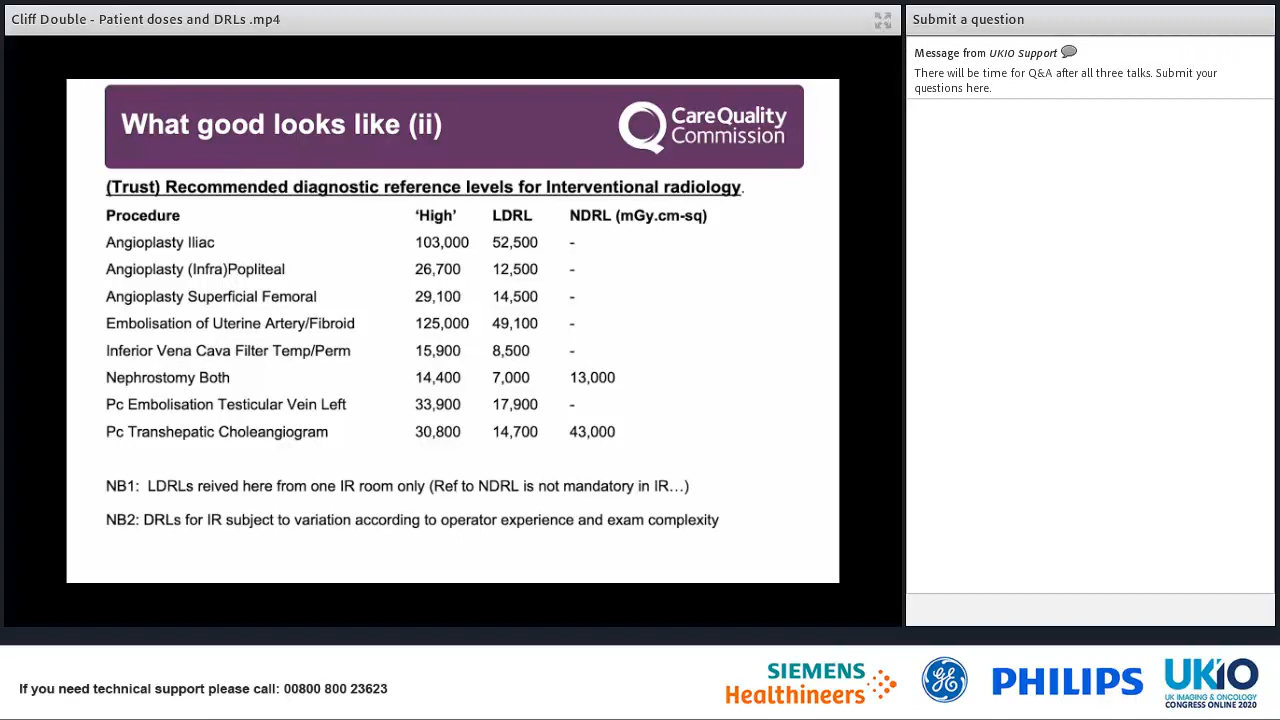 Cliff Double - Patient doses and DRLs .mp4
Submit a question
Message from UKIO Support
There will be time for Q&A after all three talks. Submit your
questions here.
What good looks like (ii)
CareQuality
Commission
(Trust) Recommended diagnostic reference levels for Interventional radiology.
Procedure ‘High’ LDRL NDRL (mGy.cm-sq)
Angioplasty Iliac 103,000 52,500 -
Angioplasty (Infra)Popliteal 26,700 12,500 -
Angioplasty Superficial Femoral 29,100 14,500 -
Embolisation of Uterine Artery/Fibroid 125,000 49,100 -
Inferior Vena Cava Filter Temp/Perm 15,900 8,500 -
Nephrostomy Both 14,400 7,000 13,000
Pc Embolisation Testicular Vein Left 33,900 17,900 -
Pc Transhepatic Choleangiogram 30,800 14,700 43,000
NB1: LDRLs reived here from one IR room only (Ref to NDRL is not mandatory in IR…)
NB2: DRLs for IR subject to variation according to operator experience and exam complexity
If you need technical support please call: 00800 800 23623
SIEMENS
Healthineers
GE
PHILIPS
UKIO
UK IMAGING & ONCOLOGY
CONGRESS ONLINE 2020